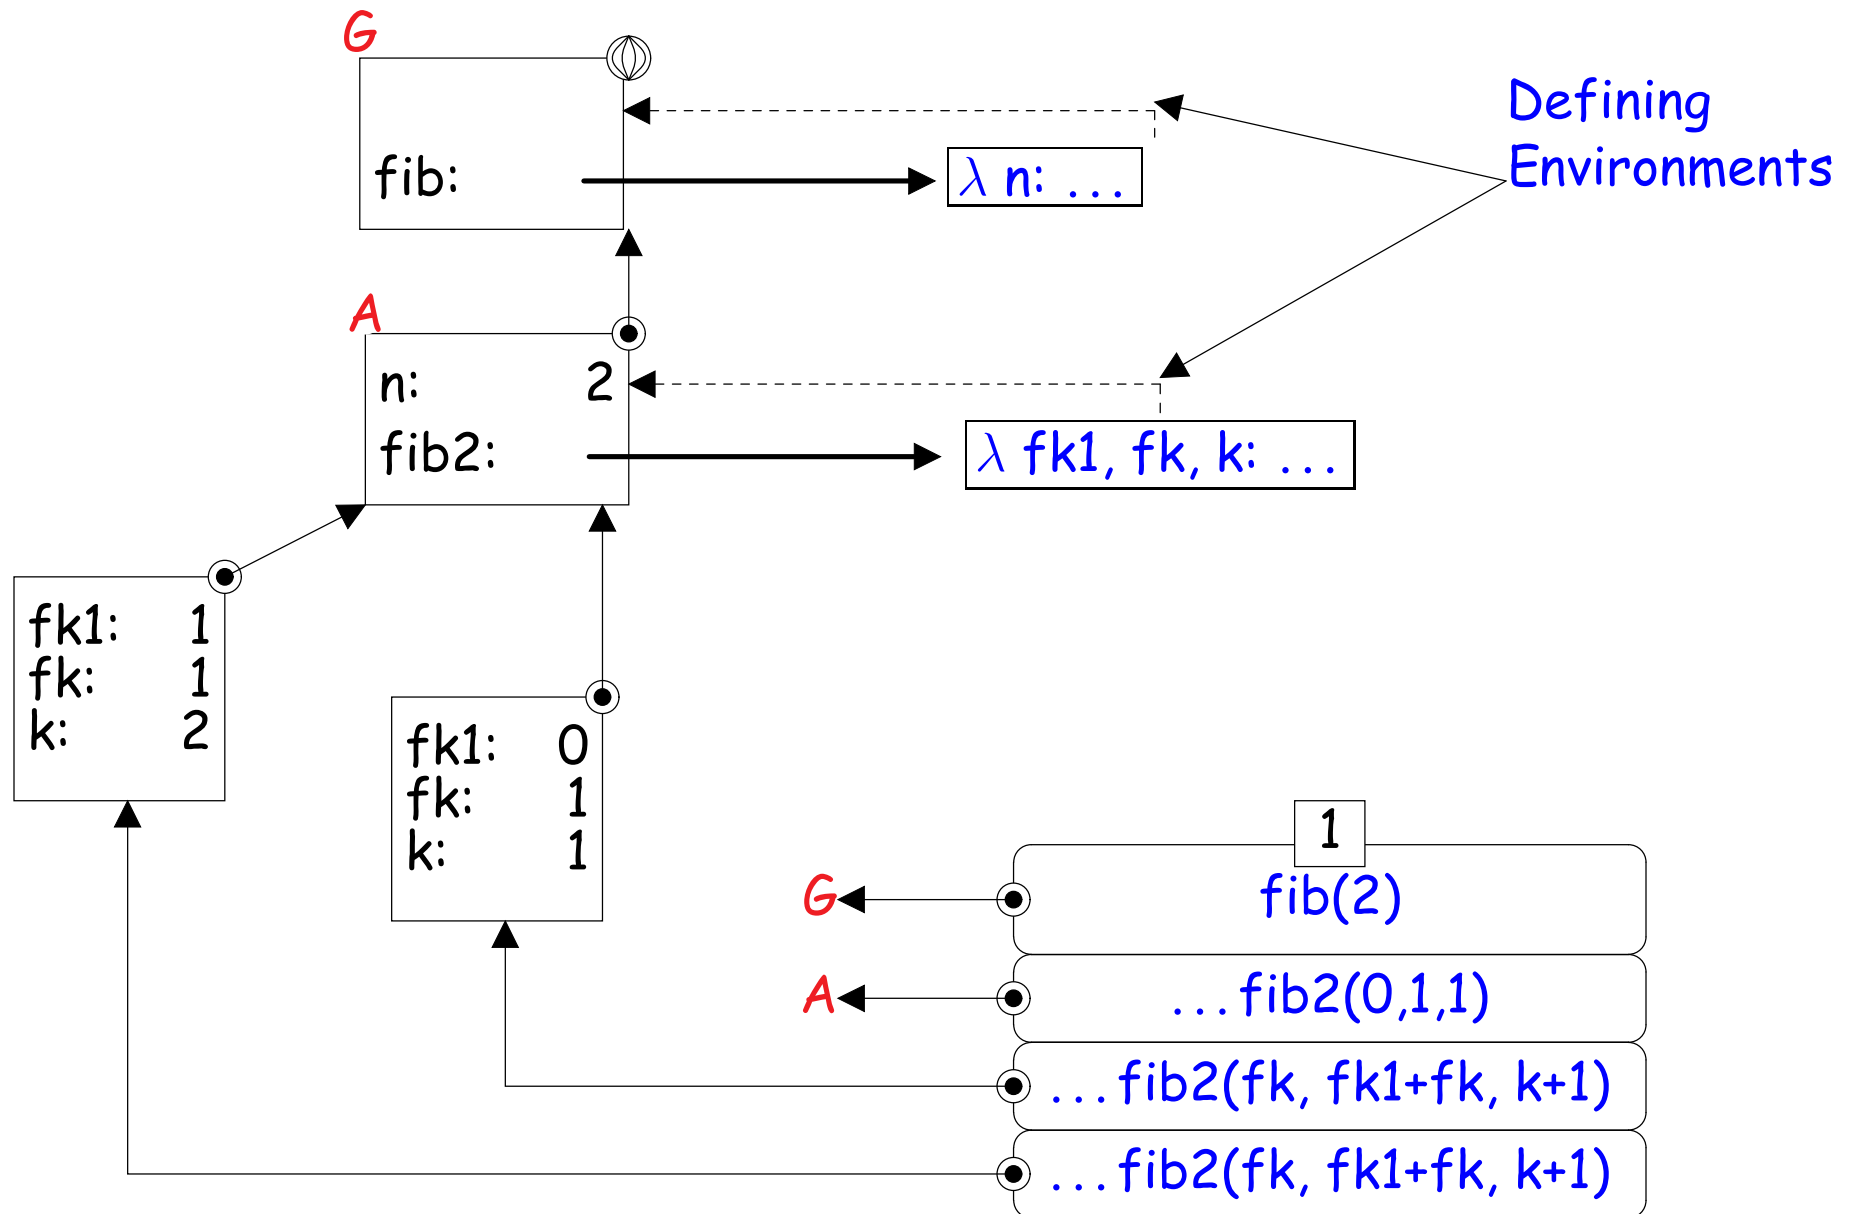 G
Defining
Environments
fib:
λ n: ...
A
n: 2
fib2:
λ fk1, fk, k: ...
fk1: 1
fk: 1
k: 2
fk1: 0
fk: 1
k: 1
1
G
fib(2)
A
...fib2(0,1,1)
...fib2(fk, fk1+fk, k+1)
...fib2(fk, fk1+fk, k+1)